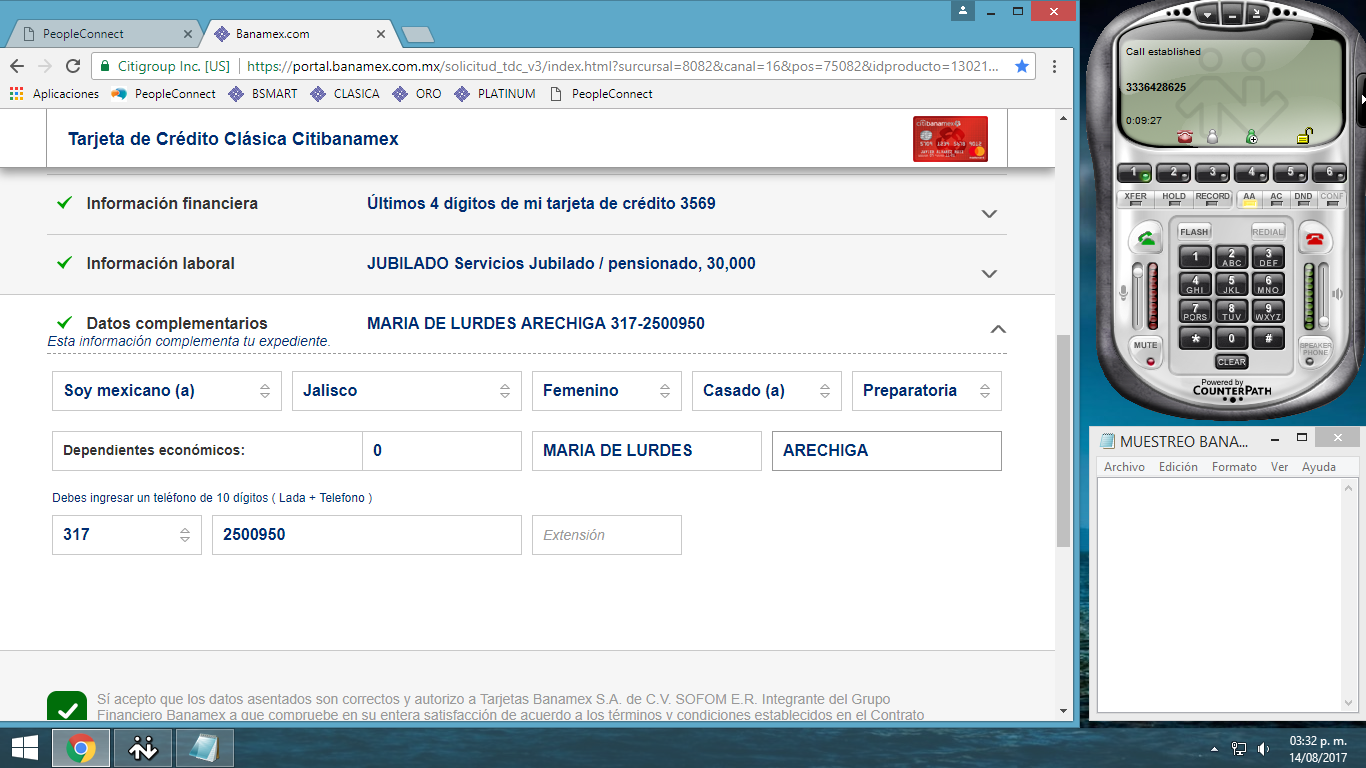 PeopleConnect
Banamex.com
Citigroup Inc. [US]
https://portal.banamex.com.mx/solicitud_tdc_v3/index.html?surcursal=8082&canal=16&pos=75082&idproducto=13021...
Aplicaciones PeopleConnect BSMART CLASICA ORO PLATINUM PeopleConnect
Tarjeta de Crédito Clásica Citibanamex
citibanamex
Información financiera Últimos 4 dígitos de mi tarjeta de crédito 3569
Información laboral JUBILADO Servicios Jubilado / pensionado, 30,000
Datos complementarios MARIA DE LURDES ARECHIGA 317-2500950
Esta información complementa tu expediente.
Soy mexicano (a) Jalisco Femenino Casado (a) Preparatoria
Dependientes económicos: 0 MARIA DE LURDES ARECHIGA
Debes ingresar un teléfono de 10 dígitos ( Lada + Telefono )
317 2500950 Extensión
Sí acepto que los datos asentados son correctos y autorizo a Tarjetas Banamex S.A. de C.V. SOFOM E.R. Integrante del Grupo
Financiero Banamex a que compruebe en su entera satisfacción de acuerdo a los términos y condiciones establecidos en el Contrato
Call established
3336428625
0:09:27
1 2 3 4 5 6
XFER HOLD RECORD AA AC DND CONF
FLASH REDIAL
1 2 ABC 3 DEF
4 GHI 5 JKL 6 MNO
7 PQRS 8 TUV 9 WXYZ
* 0 #
MUTE CLEAR SPEAKER PHONE
Powered by
COUNTERPATH
MUESTREO BANA...
Archivo Edición Formato Ver Ayuda
03:32 p. m.
14/08/2017